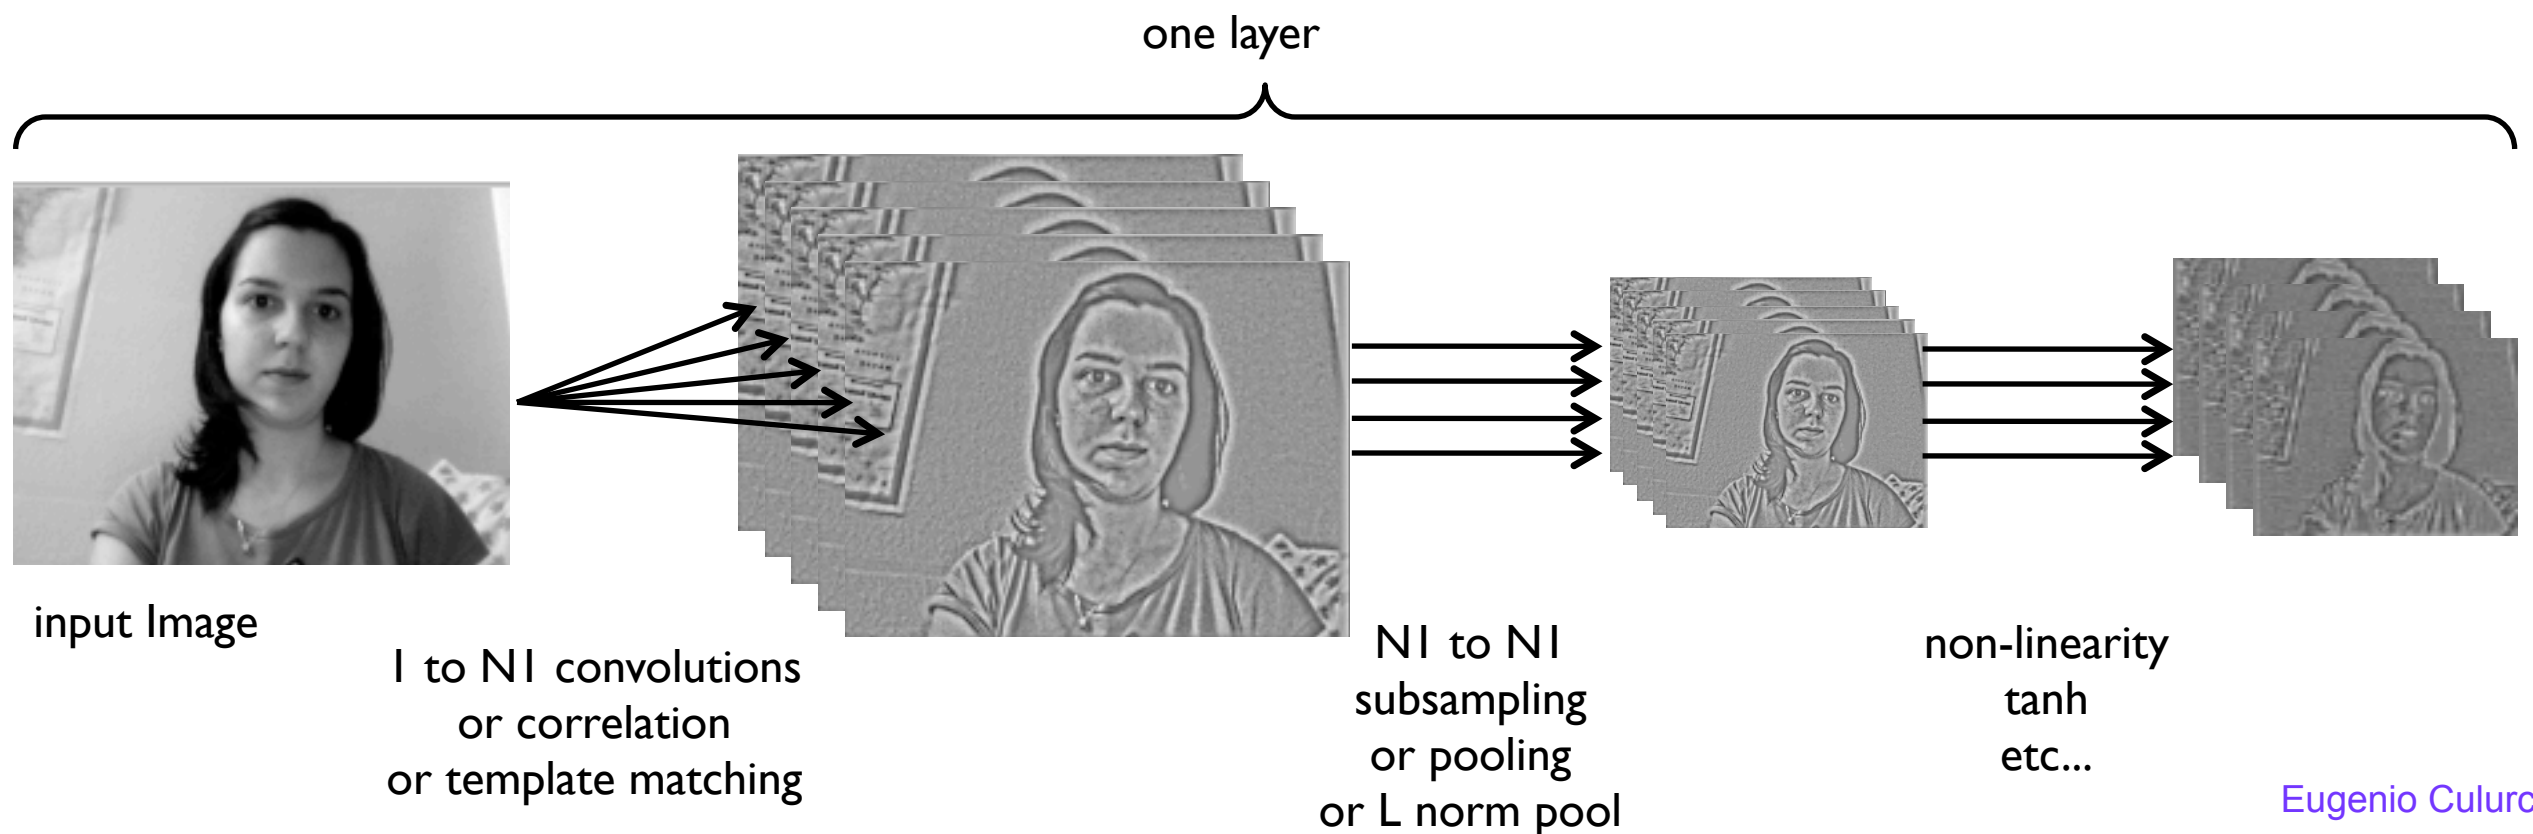 one layer
input Image
1 to N1 convolutions
or correlation
or template matching
N1 to N1
subsampling
or pooling
or L norm pool
non-linearity
tanh
etc...
Eugenio